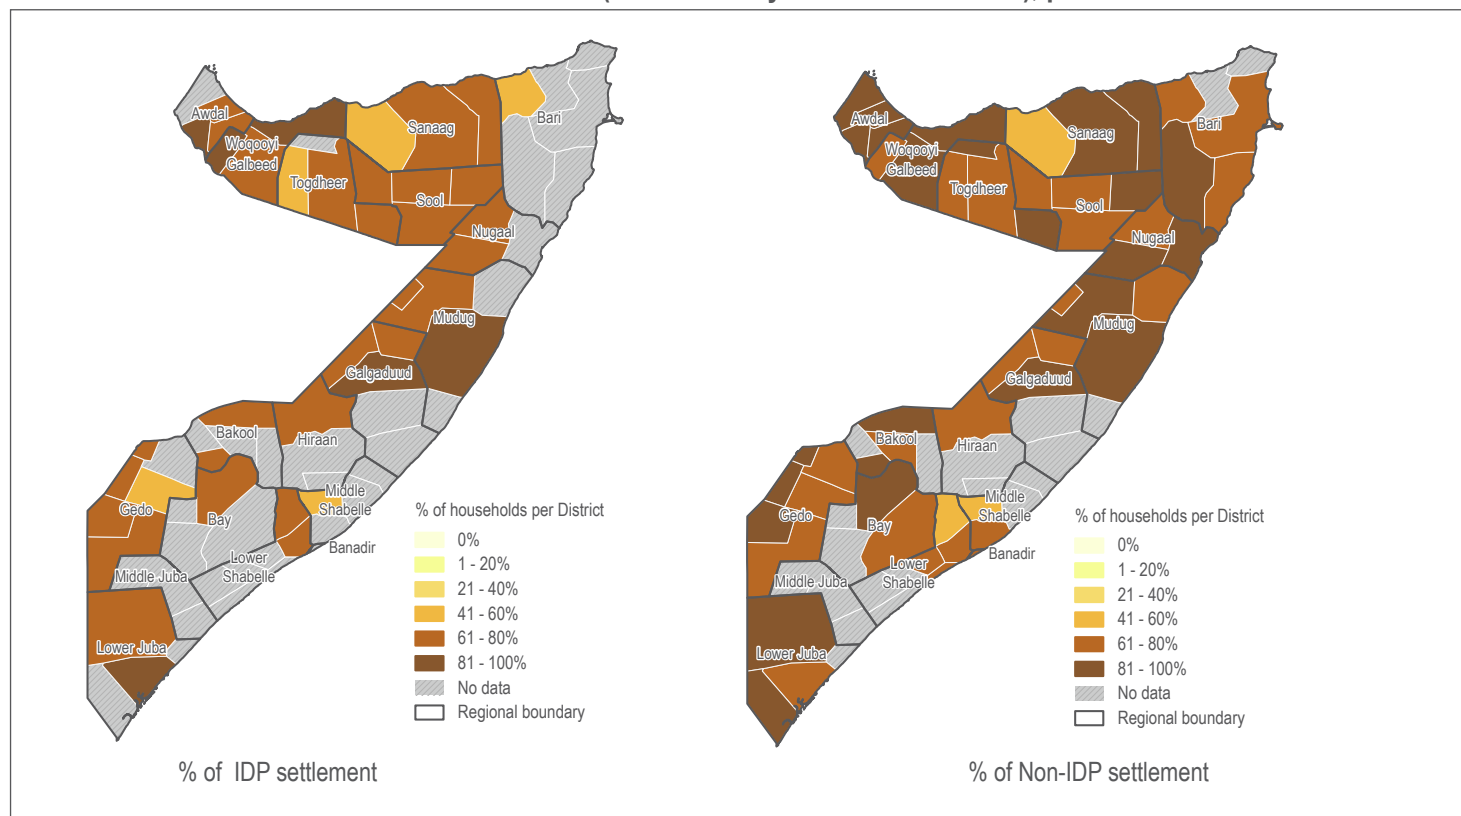 Awdal
Woqooyi
Galbeed
Togdheer
Sanaag
Bari
Sool
Nugaal
Mudug
Galgaduud
Hiraan
Bakool
Gedo
Bay
Middle
Shabelle
Banadir
Lower
Shabelle
Middle Juba
Lower Juba
% of households per District
0%
1 - 20%
21 - 40%
41 - 60%
61 - 80%
81 - 100%
No data
Regional boundary
% of IDP settlement
Awdal
Woqooyi
Galbeed
Togdheer
Sanaag
Bari
Sool
Nugaal
Mudug
Galgaduud
Hiraan
Bakool
Gedo
Bay
Middle
Shabelle
Banadir
Lower
Shabelle
Middle Juba
Lower Juba
% of households per District
0%
1 - 20%
21 - 40%
41 - 60%
61 - 80%
81 - 100%
No data
Regional boundary
% of Non-IDP settlement